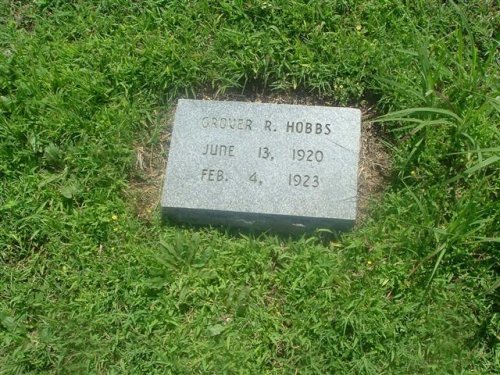 GROVER R. HOBBS
JUNE 13, 1920
FEB. 4, 1923